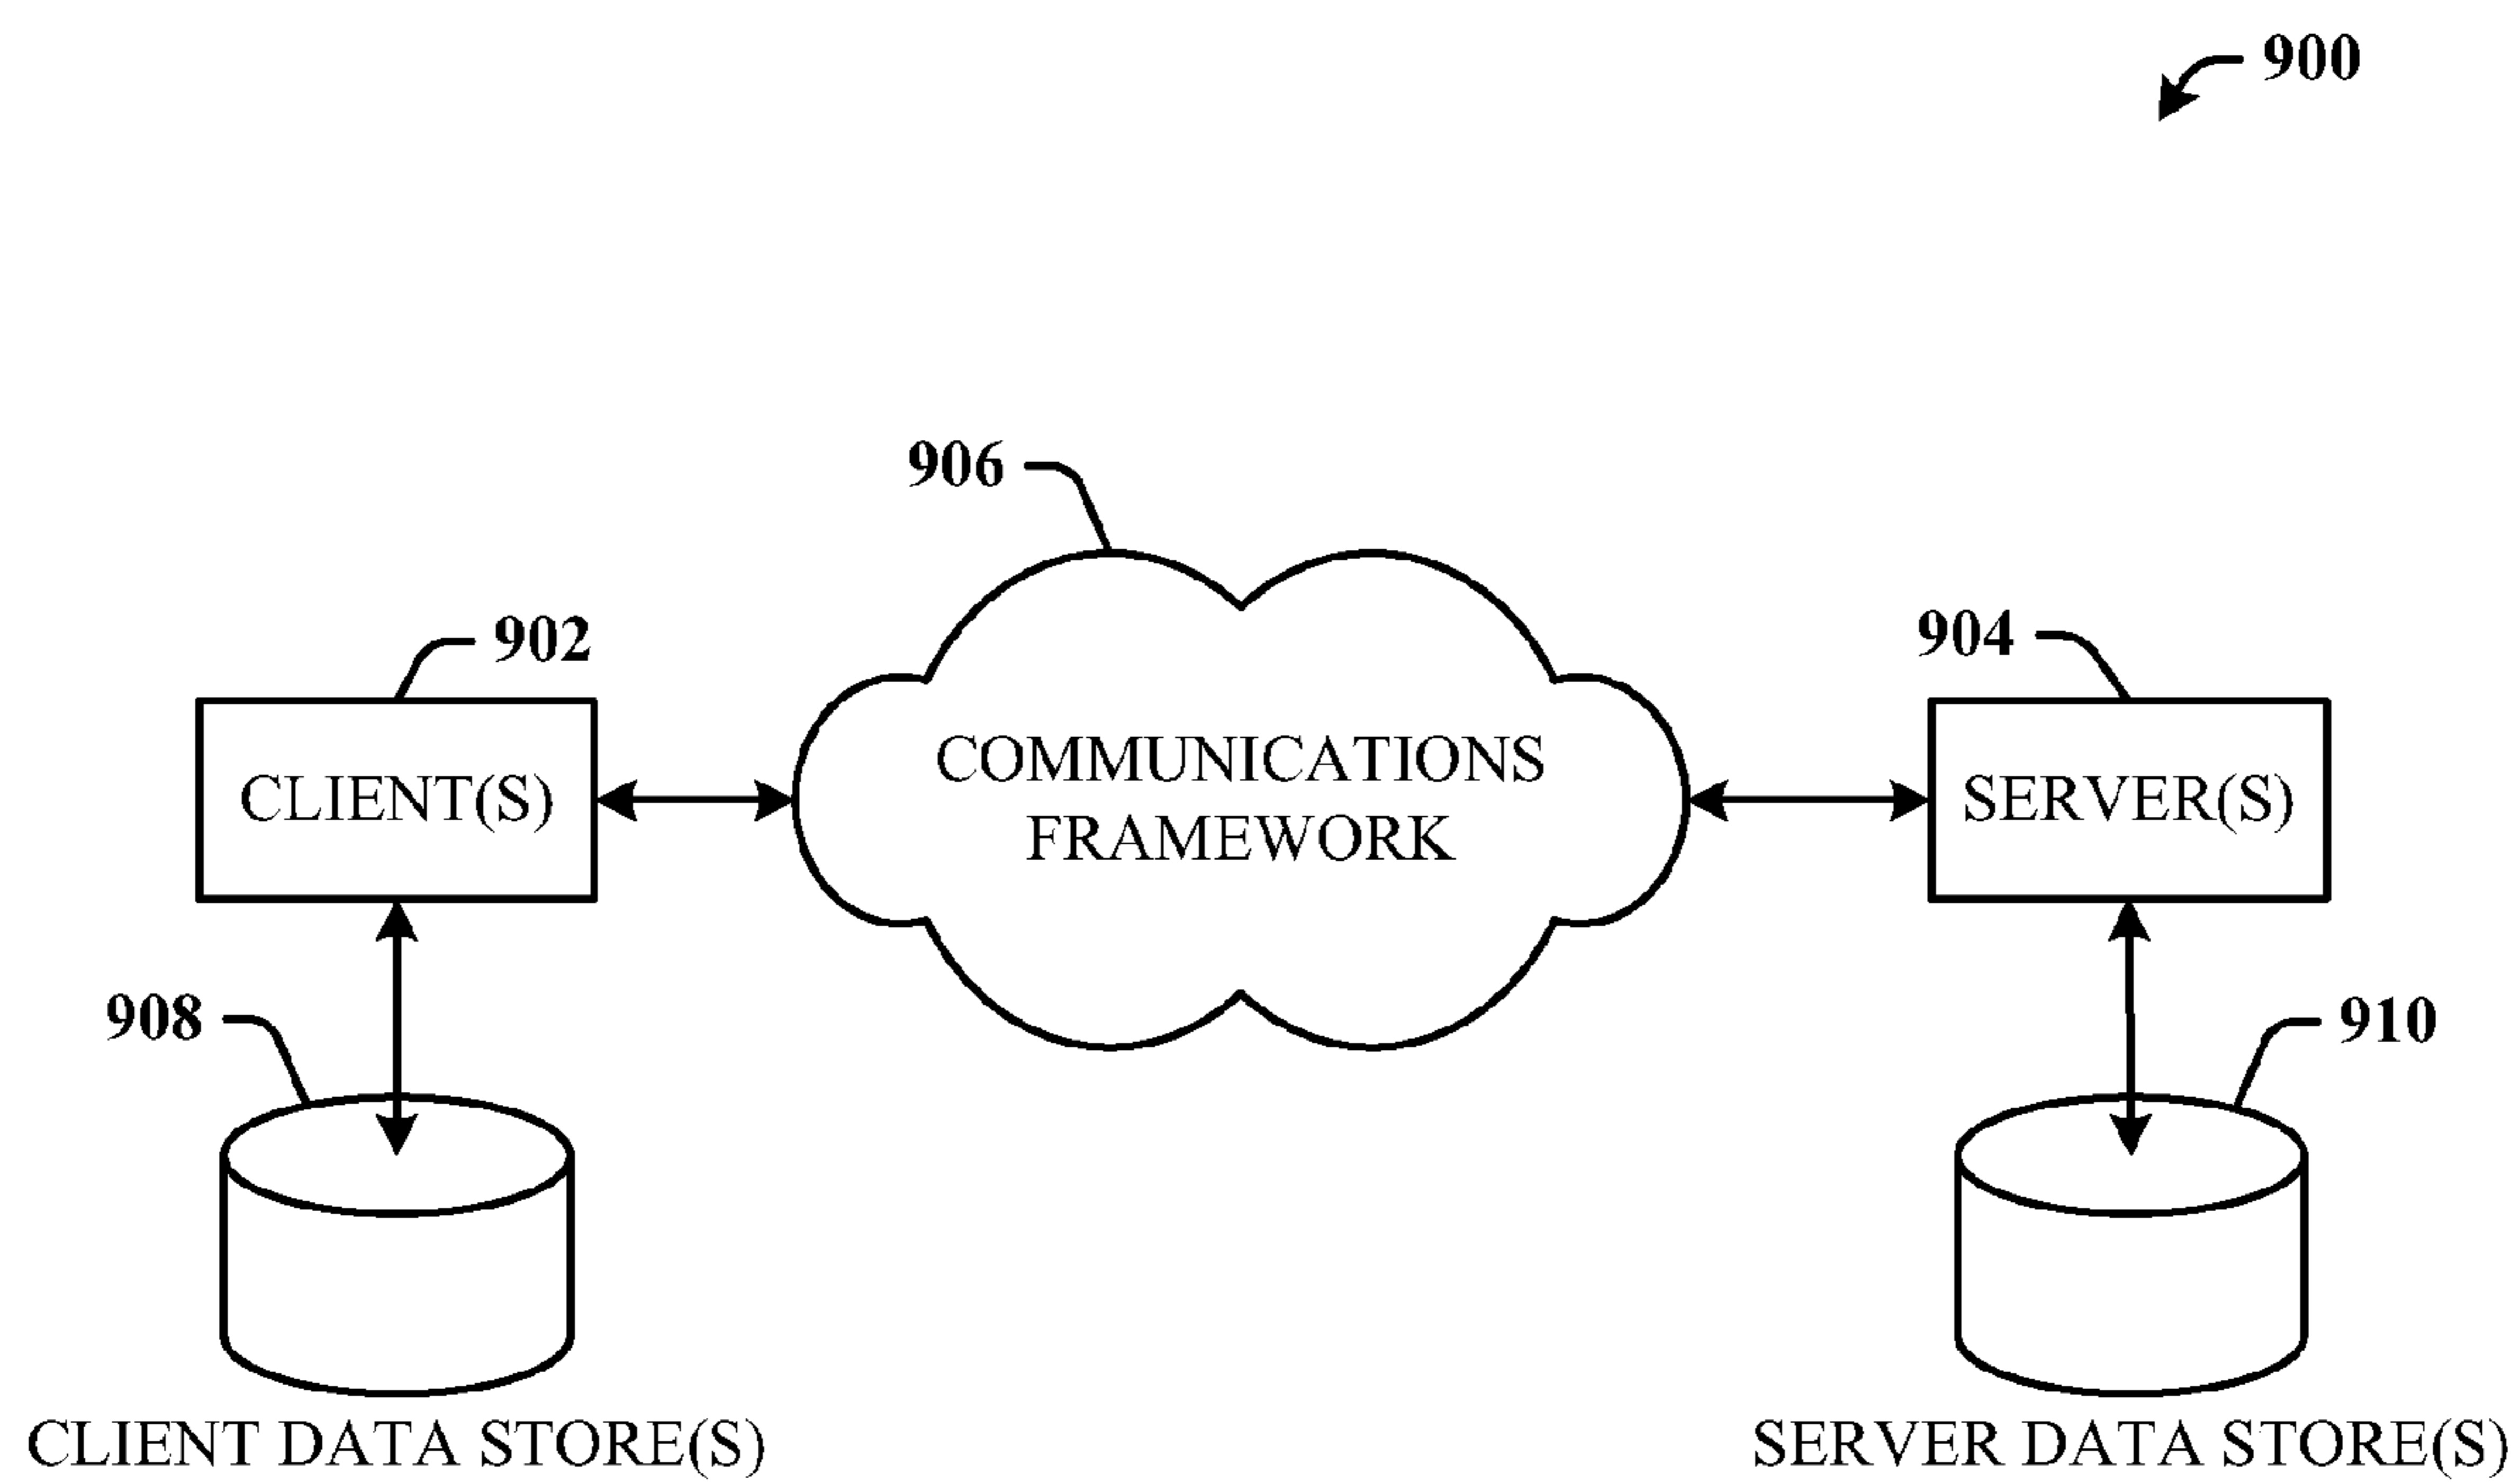 900
906
902
904
COMMUNICATIONS
FRAMEWORK
CLIENT(S)
SERVER(S)
908
910
CLIENT DATA STORE(S)
SERVER DATA STORE(S)